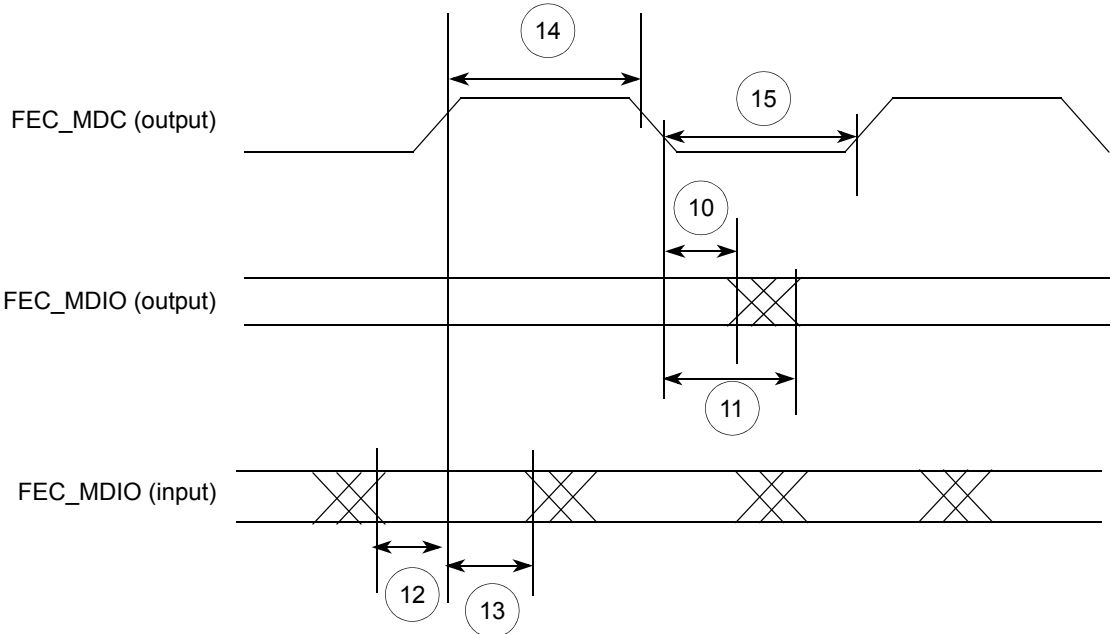 14
FEC_MDC (output)
15
10
FEC_MDIO (output)
11
FEC_MDIO (input)
12
13